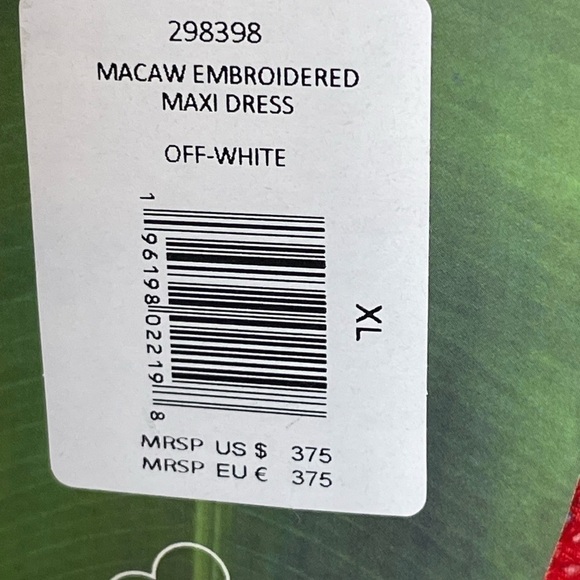 298398
MACAW EMBROIDERED
MAXI DRESS
OFF-WHITE
1 96198 02219 8
XL
MRSP US $ 375
MRSP EU € 375